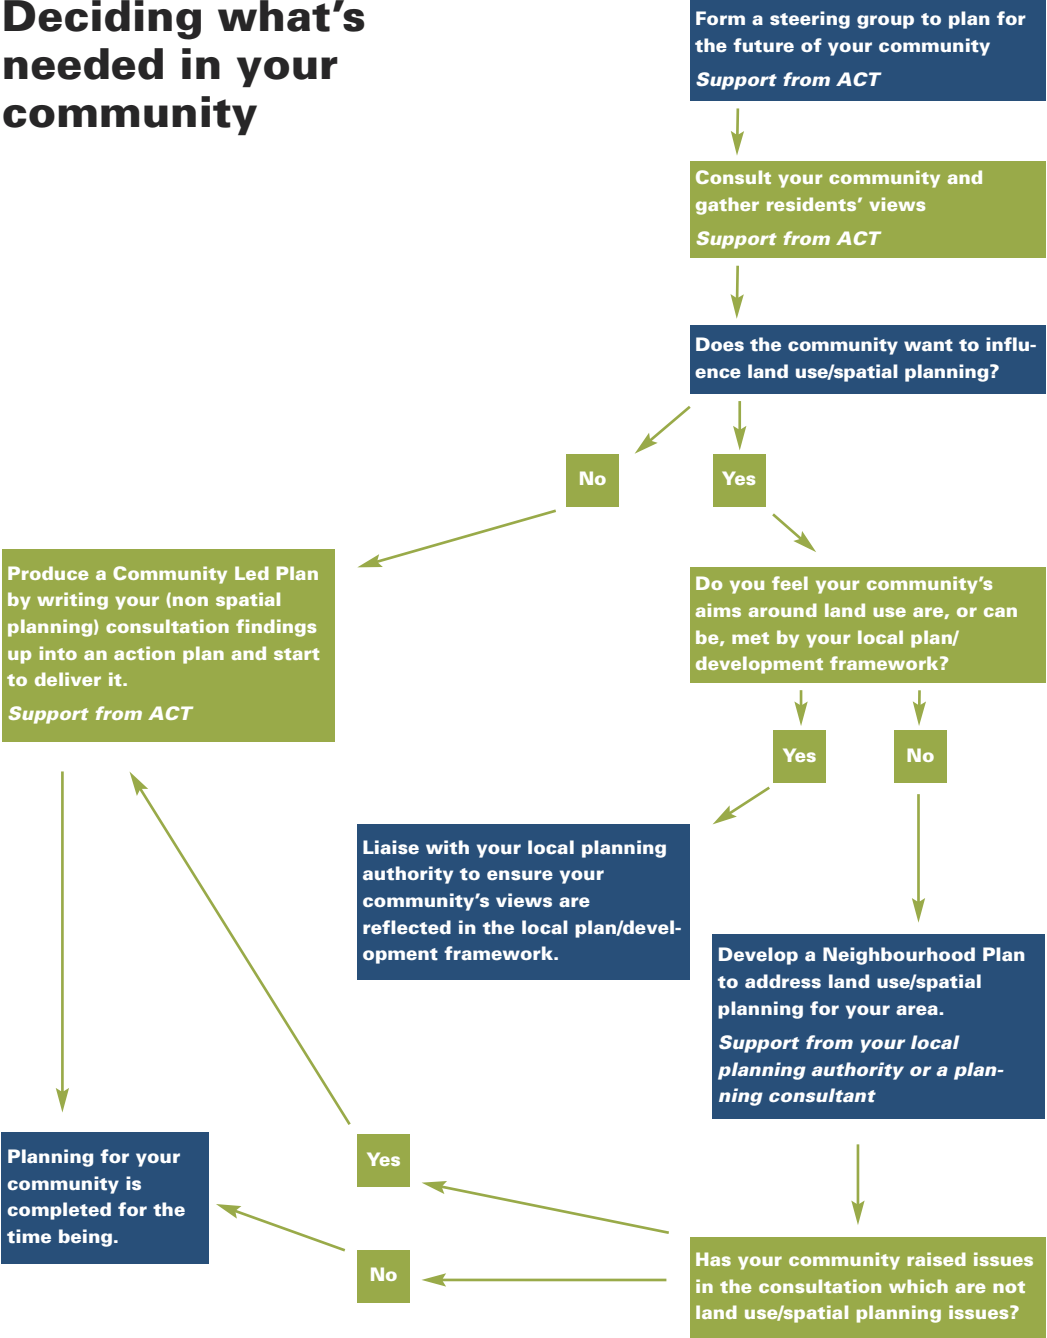 Deciding what's
needed in your
community
Form a steering group to plan for
the future of your community
Support from ACT
Consult your community and
gather residents' views
Support from ACT
Does the community want to influ-
ence land use/spatial planning?
No
Yes
Produce a Community Led Plan
by writing your (non spatial
planning) consultation findings
up into an action plan and start
to deliver it.
Support from ACT
Do you feel your community's
aims around land use are, or can
be, met by your local plan/
development framework?
Yes
No
Liaise with your local planning
authority to ensure your
community's views are
reflected in the local plan/devel-
opment framework.
Develop a Neighbourhood Plan
to address land use/spatial
planning for your area.
Support from your local
planning authority or a plan-
ning consultant
Planning for your
community is
completed for the
time being.
Yes
No
Has your community raised issues
in the consultation which are not
land use/spatial planning issues?